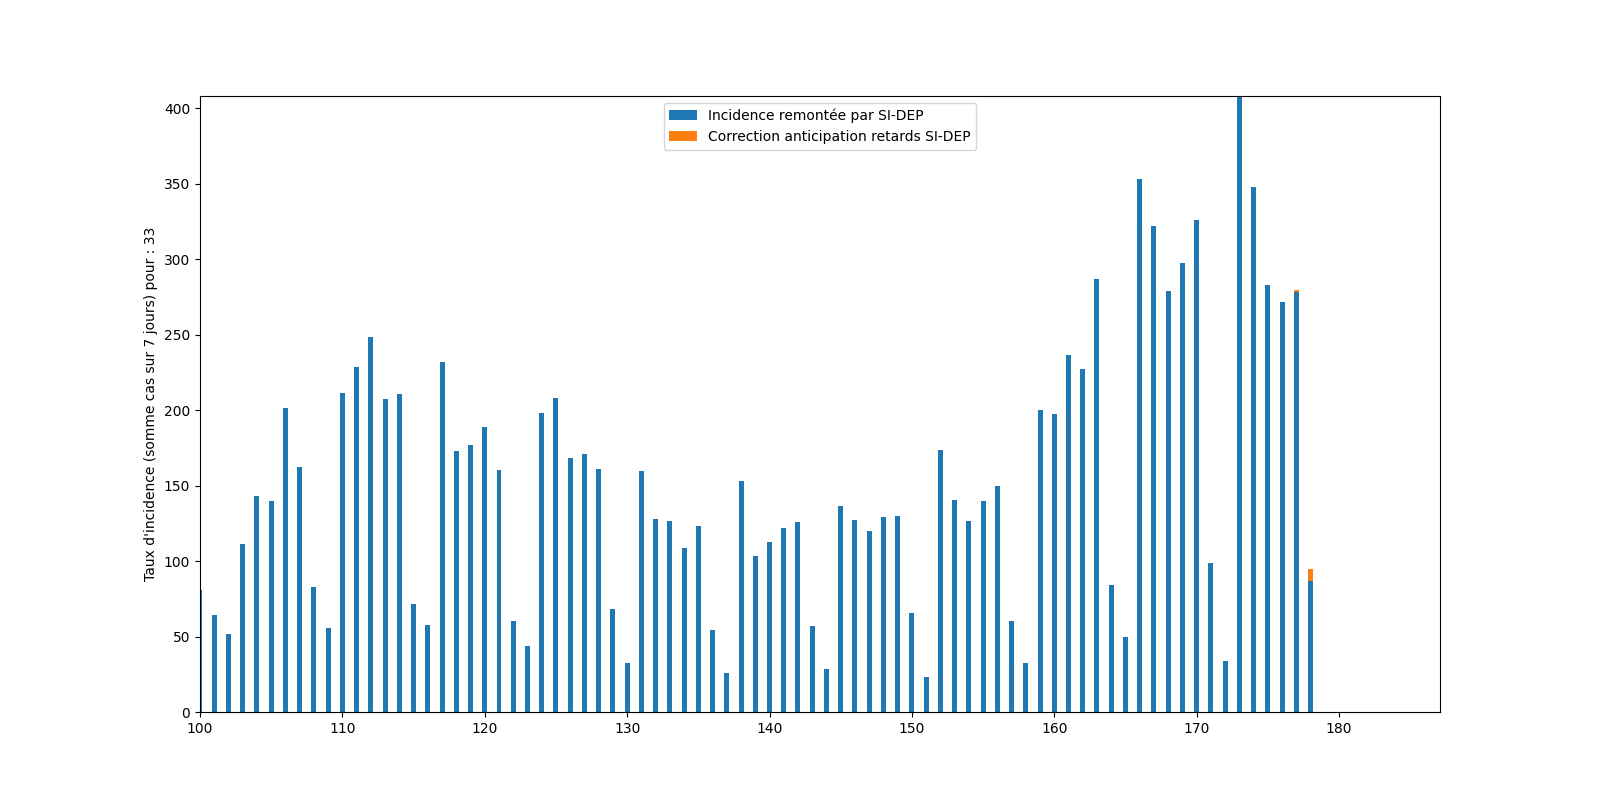 Incidence remontée par SI-DEP
Correction anticipation retards SI-DEP
Taux d'incidence (somme cas sur 7 jours) pour : 33
400
350
300
250
200
150
100
50
0
100 110 120 130 140 150 160 170 180